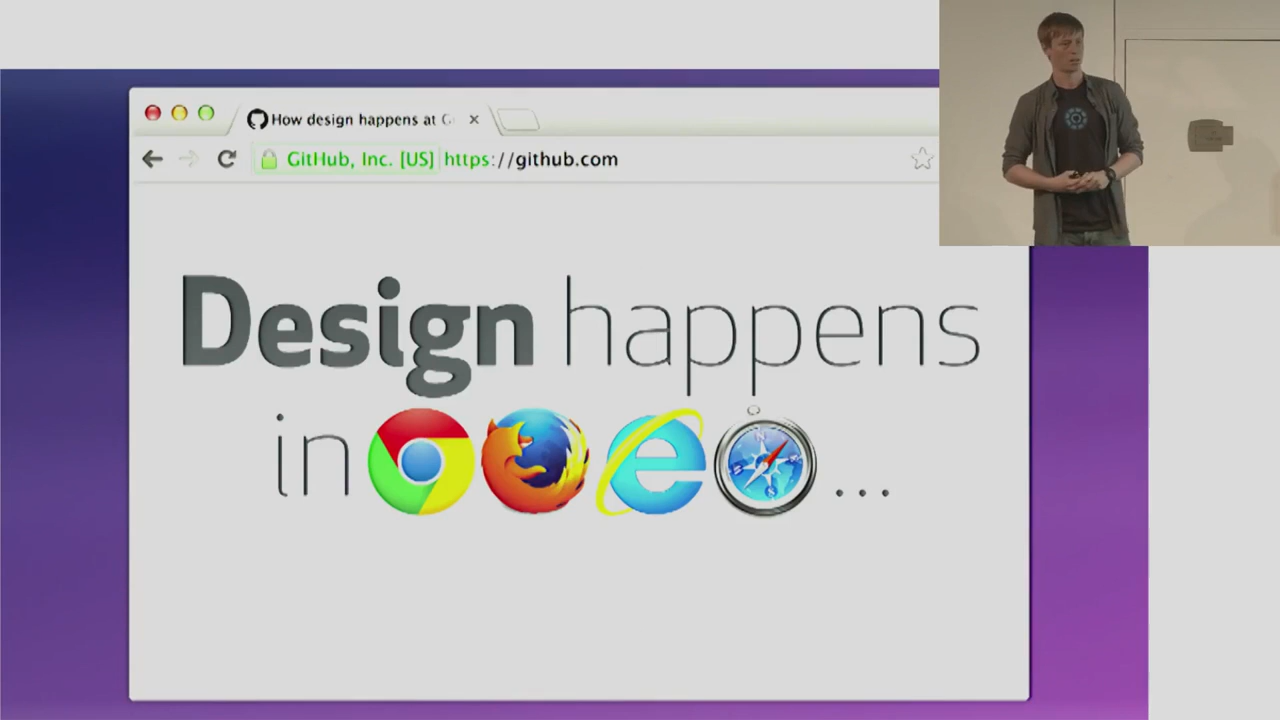 How design happens at G
GitHub, Inc. [US] https://github.com
Design happens
in ...